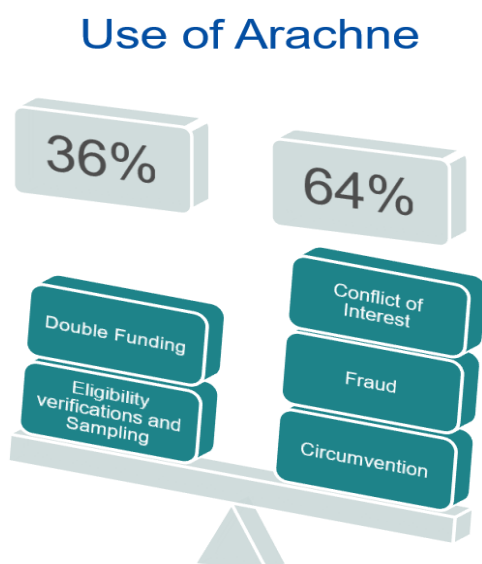 Use of Arachne
36%
64%
Double Funding
Eligibility
verifications and
Sampling
Conflict of
Interest
Fraud
Circumvention